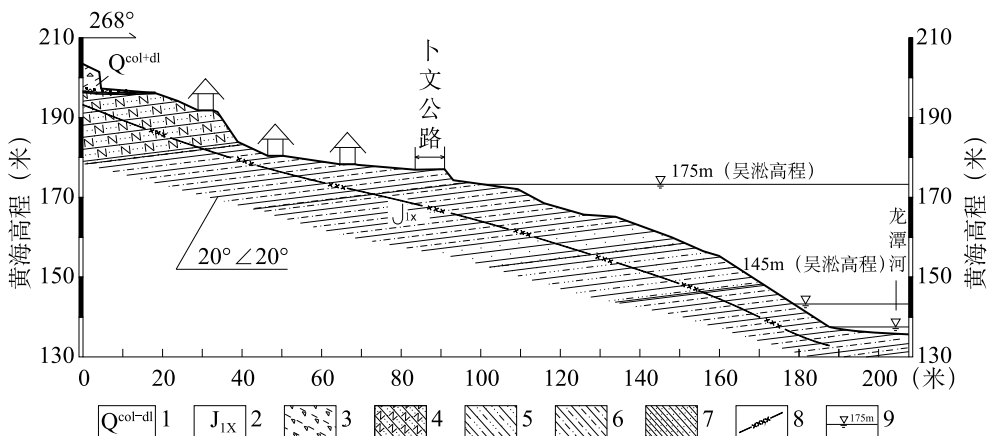 268°
210
210
Qcol+dl
卜文公路
190
190
黄海高程（米）
黄海高程（米）
175m（吴淞高程）
170
170
J1x
龙潭河
20°∠20°
145m（吴淞高程）
150
150
130
130
0 20 40 60 80 100 120 140 160 180 200 （米）
Qcol-dl 1 J1X 2 3 4 5 6 7 8 175m 9